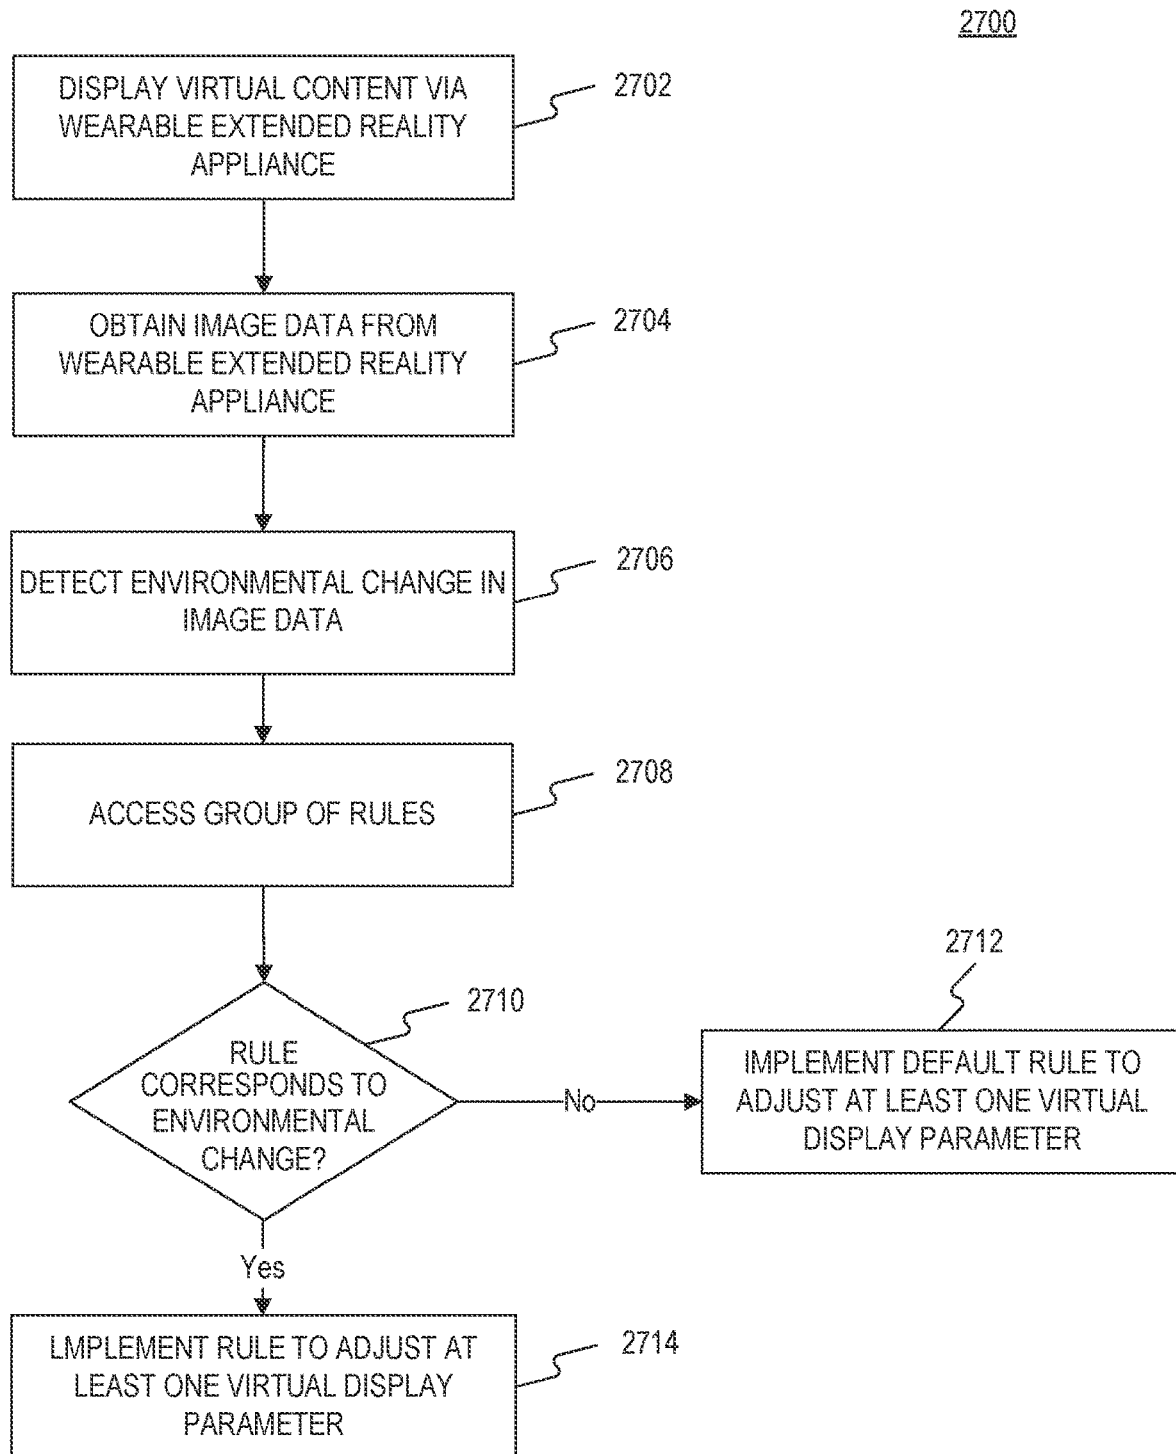 2700
DISPLAY VIRTUAL CONTENT VIA
WEARABLE EXTENDED REALITY
APPLIANCE
2702
OBTAIN IMAGE DATA FROM
WEARABLE EXTENDED REALITY
APPLIANCE
2704
DETECT ENVIRONMENTAL CHANGE IN
IMAGE DATA
2706
ACCESS GROUP OF RULES
2708
RULE
CORRESPONDS TO
ENVIRONMENTAL
CHANGE?
2710
No
2712
IMPLEMENT DEFAULT RULE TO
ADJUST AT LEAST ONE VIRTUAL
DISPLAY PARAMETER
Yes
LMPLEMENT RULE TO ADJUST AT
LEAST ONE VIRTUAL DISPLAY
PARAMETER
2714